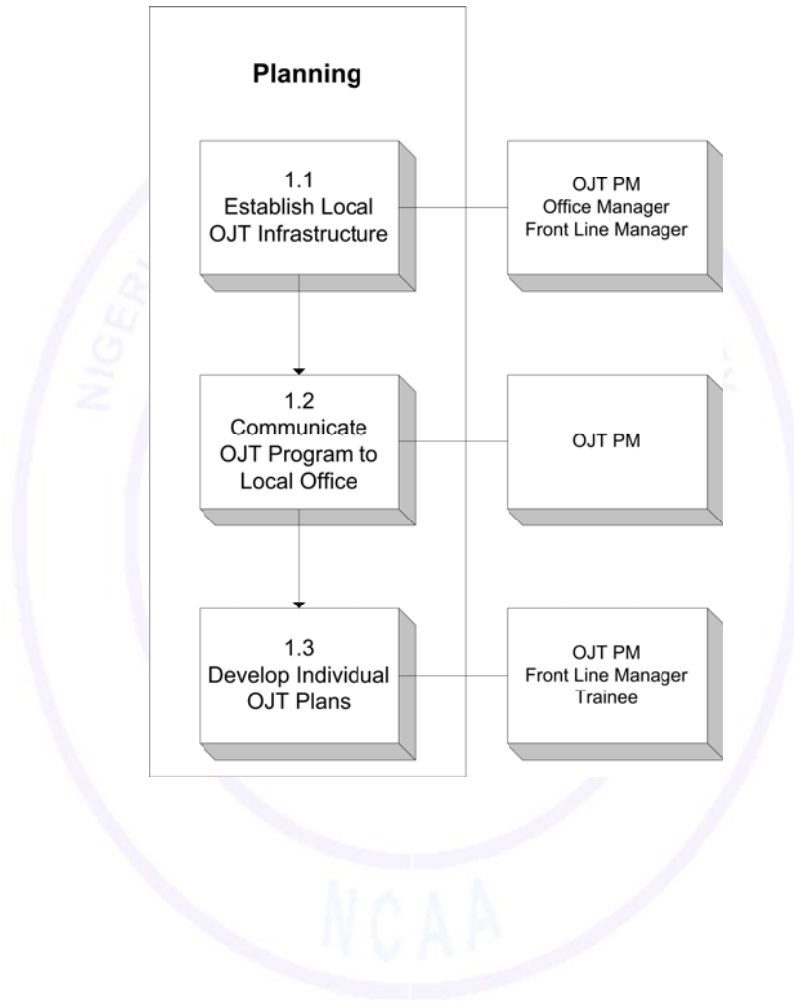 Planning
1.1
Establish Local
OJT Infrastructure
OJT PM
Office Manager
Front Line Manager
1.2
Communicate
OJT Program to
Local Office
OJT PM
1.3
Develop Individual
OJT Plans
OJT PM
Front Line Manager
Trainee
NCAA